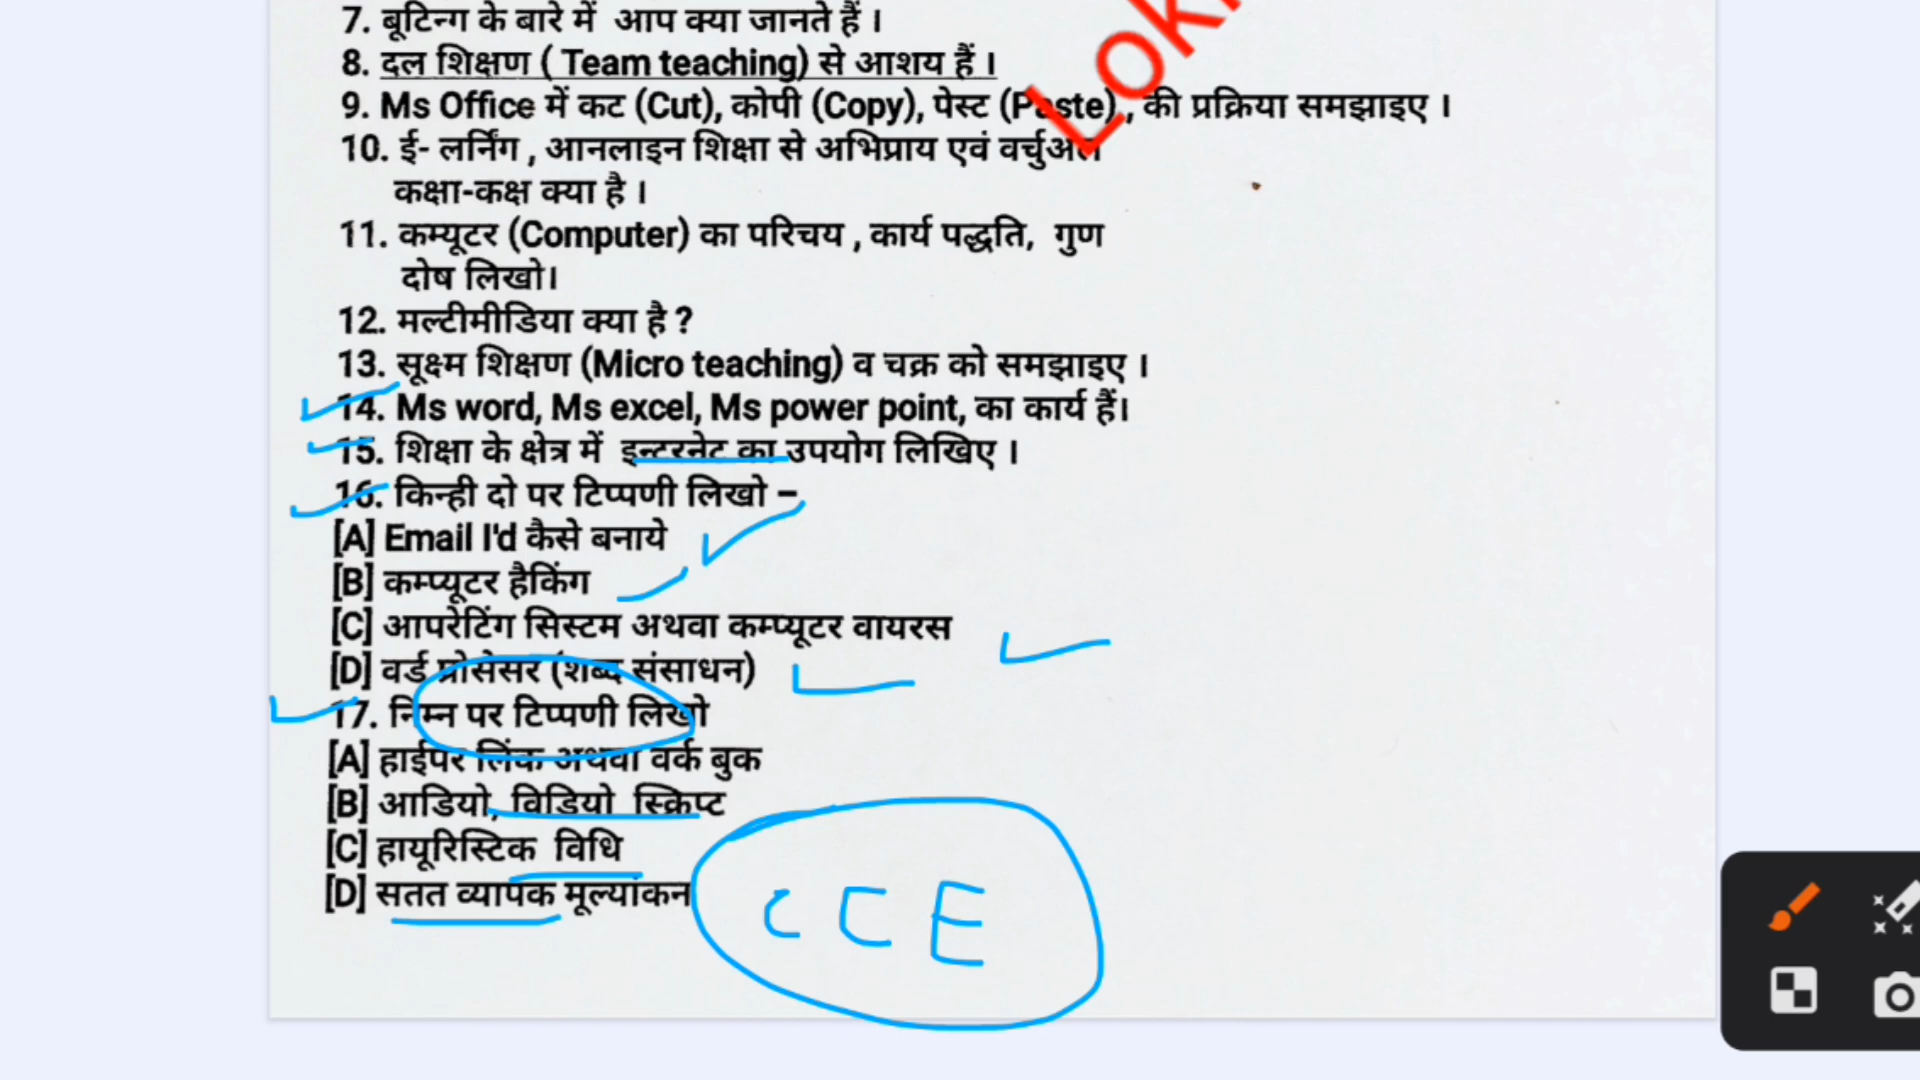 7. बूटिन्ग के बारे में आप क्या जानते हैं ।
8. दल शिक्षण ( Team teaching) से आशय हैं ।
9. Ms Office में कट (Cut), कोपी (Copy), पेस्ट (Paste) , की प्रक्रिया समझाइए ।
10. ई- लर्निंग , आनलाइन शिक्षा से अभिप्राय एवं वर्चुअल
कक्षा-कक्ष क्या है ।
11. कम्यूटर (Computer) का परिचय , कार्य पद्धति, गुण
दोष लिखो।
12. मल्टीमीडिया क्या है ?
13. सूक्ष्म शिक्षण (Micro teaching) व चक्र को समझाइए ।
14. Ms word, Ms excel, Ms power point, का कार्य हैं।
15. शिक्षा के क्षेत्र में इन्टरनेट का उपयोग लिखिए ।
16. किन्ही दो पर टिप्पणी लिखो –
[A] Email I'd कैसे बनाये
[B] कम्प्यूटर हैकिंग
[C] आपरेटिंग सिस्टम अथवा कम्प्यूटर वायरस
[D] वर्ड प्रोसेसर (शब्द संसाधन)
17. निम्न पर टिप्पणी लिखो
[A] हाईपर लिंक अथवा वर्क बुक
[B] आडियो, विडियो स्क्रिप्ट
[C] हायूरिस्टिक विधि
[D] सतत व्यापक मूल्यांकन
CCE